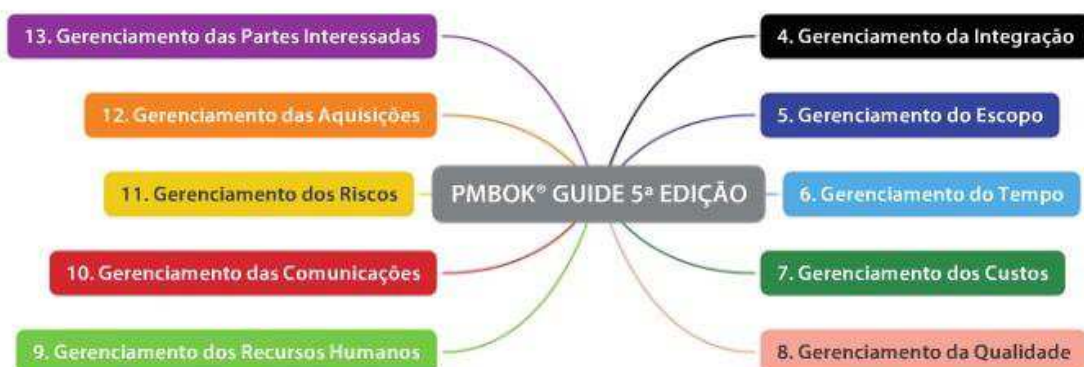 13. Gerenciamento das Partes Interessadas
4. Gerenciamento da Integração
12. Gerenciamento das Aquisições
5. Gerenciamento do Escopo
11. Gerenciamento dos Riscos
PMBOK® GUIDE 5ª EDIÇÃO
6. Gerenciamento do Tempo
10. Gerenciamento das Comunicações
7. Gerenciamento dos Custos
9. Gerenciamento dos Recursos Humanos
8. Gerenciamento da Qualidade